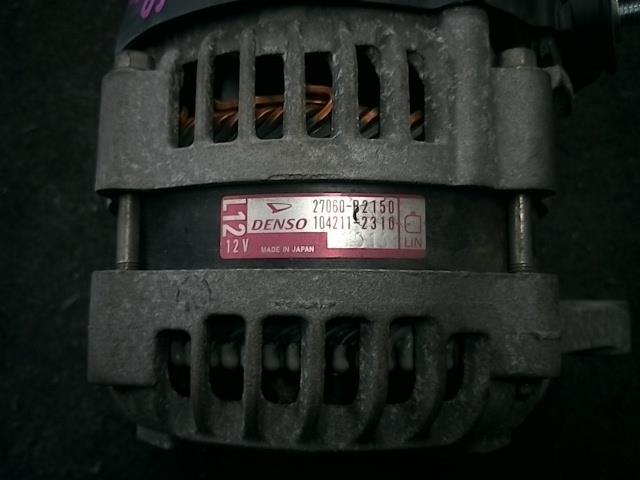 L12
12V
DENSO
MADE IN JAPAN
27060-B2150
104211-2310
LIN